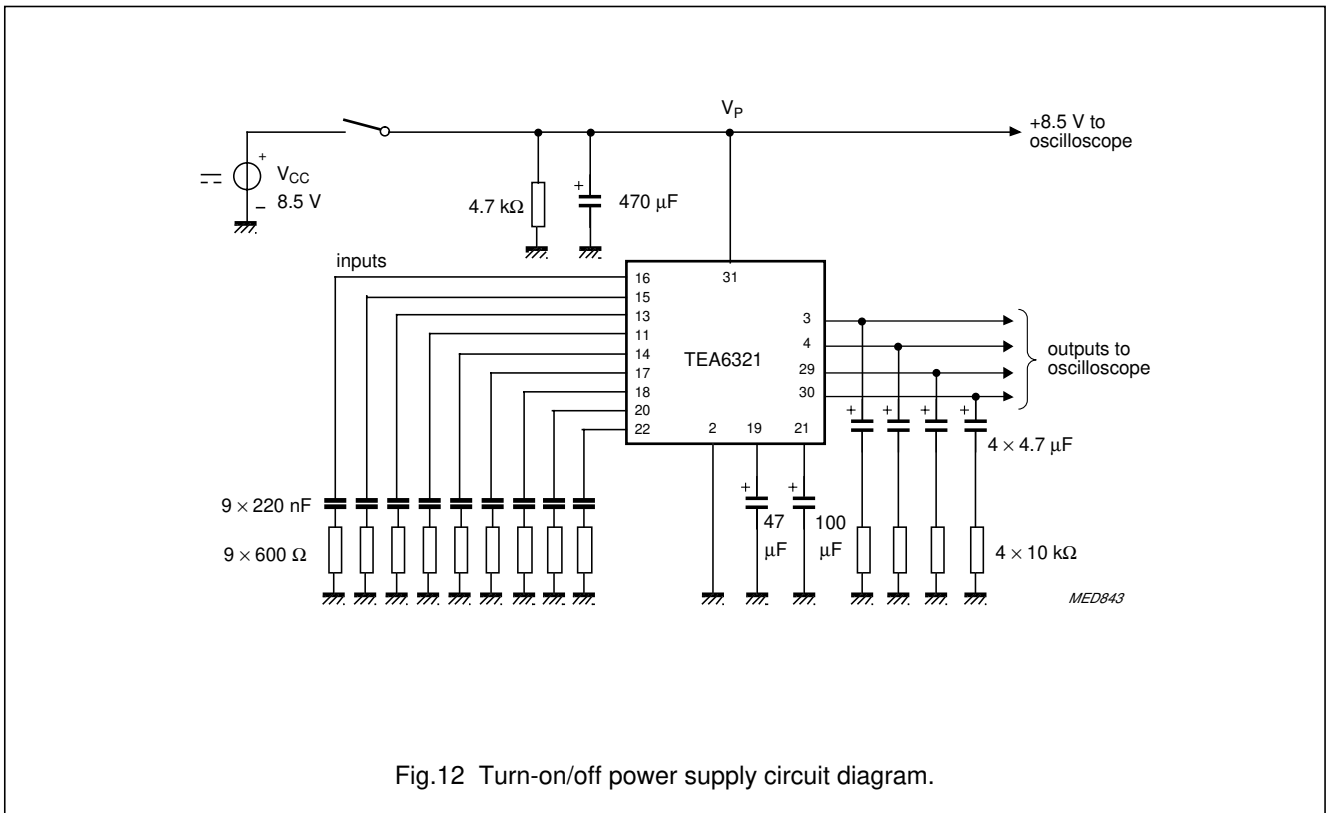 V_P
+8.5 V to
oscilloscope
+
V_CC
8.5 V
−
4.7 kΩ
+
470 μF
inputs
16
15
13
11
14
17
18
20
22
31
TEA6321
3
4
29
30
2
19
21
outputs to
oscilloscope
+ + + +
4 × 4.7 μF
+
47
μF
+
100
μF
9 × 220 nF
9 × 600 Ω
4 × 10 kΩ
MED843
Fig.12 Turn-on/off power supply circuit diagram.